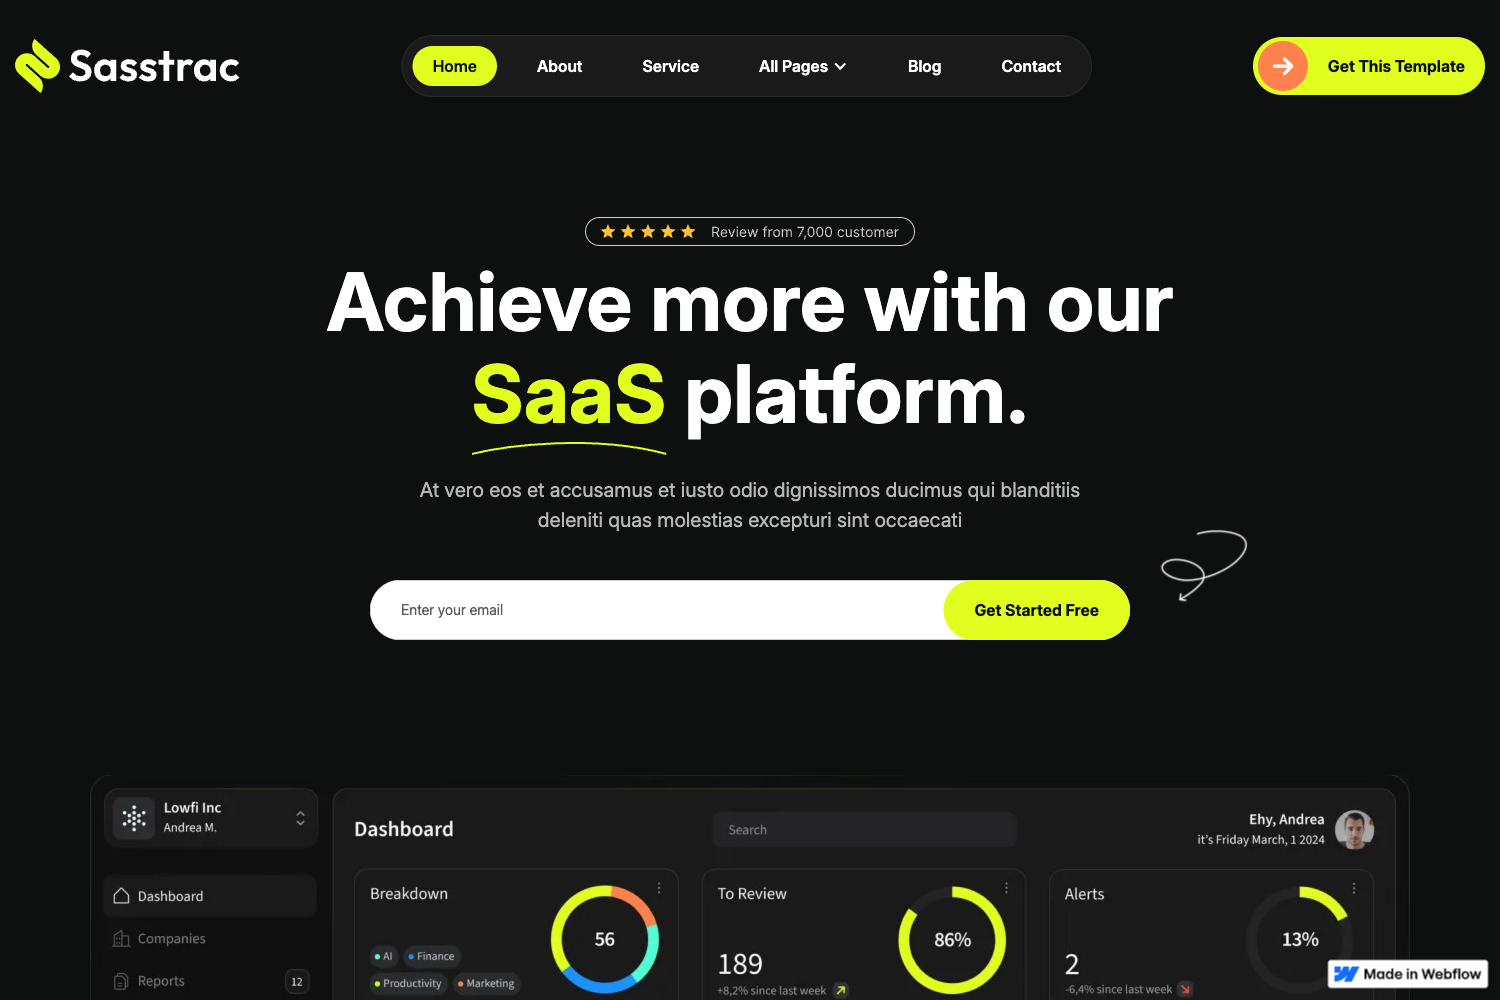 Sasstrac
Home
About
Service
All Pages
Blog
Contact
Get This Template
Review from 7,000 customer
Achieve more with our
SaaS platform.
At vero eos et accusamus et iusto odio dignissimos ducimus qui blanditiis
deleniti quas molestias excepturi sint occaecati
Enter your email
Get Started Free
Lowfi Inc
Andrea M.
Dashboard
Companies
Reports
12
Dashboard
Search
Ehy, Andrea
it's Friday March, 1 2024
Breakdown
56
AI
Finance
Productivity
Marketing
To Review
86%
189
+8,2% since last week
Alerts
13%
2
-6,4% since last week
Made in Webflow